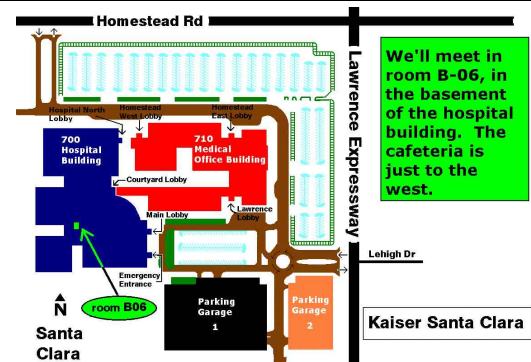 Homestead Rd
We'll meet in
room B-06, in
the basement
of the hospital
building.  The
cafeteria is
just to the
west.
Lawrence Expressway
Hospital North
Lobby
Homestead
West Lobby
Homestead
East Lobby
700
Hospital
Building
710
Medical
Office Building
Courtyard Lobby
Main Lobby
Lawrence
Lobby
Emergency
Entrance
Lehigh Dr
room B06
N
Santa
Clara
Parking
Garage
1
Parking
Garage
2
Kaiser Santa Clara